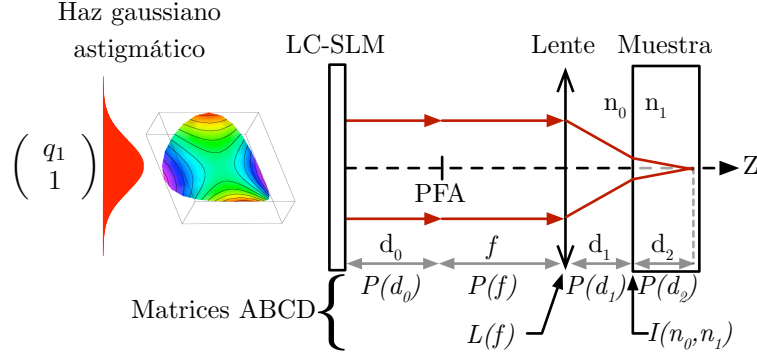 Haz gaussiano
astigmático
LC-SLM
Lente
Muestra
n₀
n₁
q₁
1
Z
PFA
d₀
f
d₁
d₂
P(d₀)
P(f)
P(d₁)
P(d₂)
Matrices ABCD
L(f)
I(n₀,n₁)